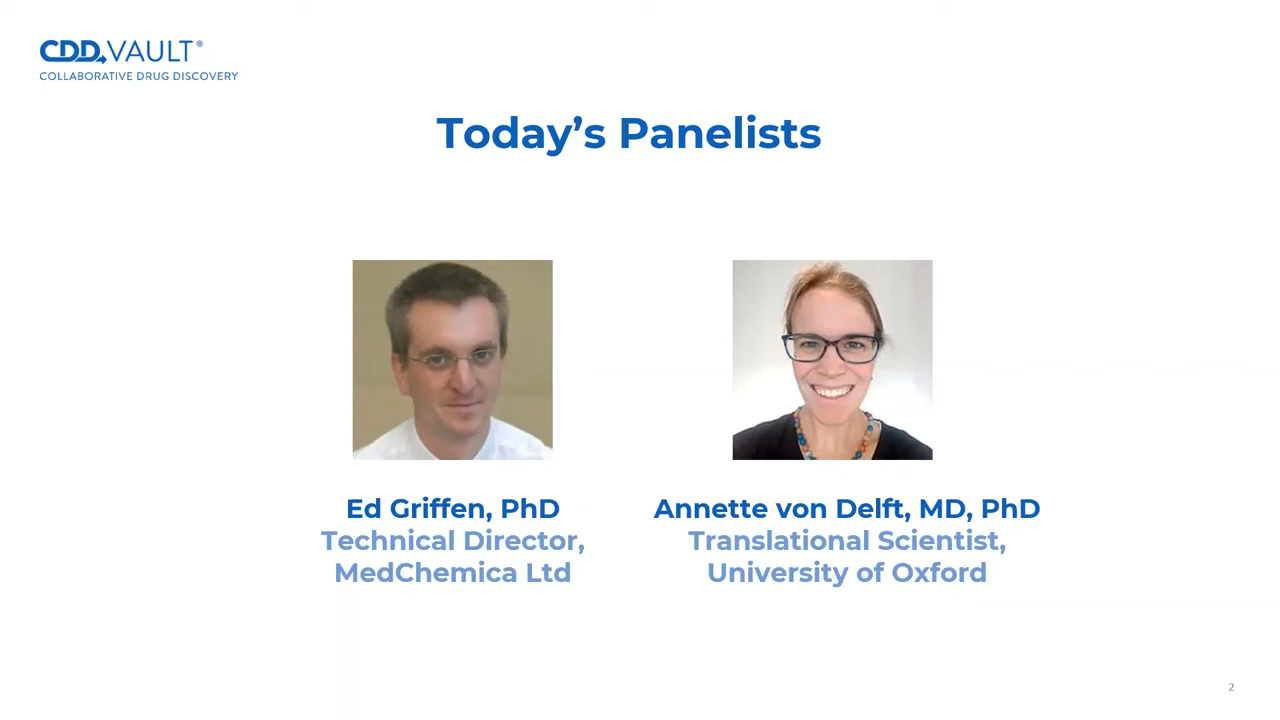 CDD VAULT®
COLLABORATIVE DRUG DISCOVERY
Today's Panelists
Ed Griffen, PhD
Technical Director,
MedChemica Ltd
Annette von Delft, MD, PhD
Translational Scientist,
University of Oxford
2